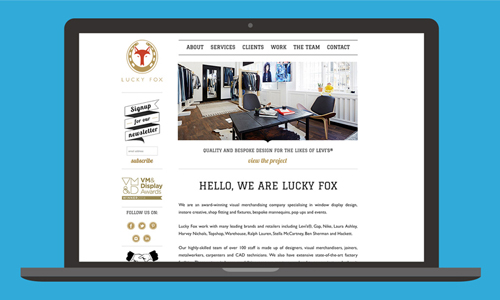 LUCKY FOX
ABOUT SERVICES CLIENTS WORK THE TEAM CONTACT
Signup
for our
newsletter
subscribe
VM&
Display
Awards
FOLLOW US ON:
QUALITY AND BESPOKE DESIGN FOR THE LIKES OF LEVI'S®
view the project
HELLO, WE ARE LUCKY FOX
We are an award-winning visual merchandising company specialising in window display design,
instore creative, shop fitting and fixtures, bespoke mannequins, pop ups and events.
Lucky Fox work with many leading brands and retailers including Levi's®, Gap, Nike, Laura Ashley,
Harvey Nichols, Topshop, Warehouse, Ralph Lauren, Stella McCartney, Ben Sherman and Hackett.
Our highly-skilled team of over 100 staff is made up of designers, visual merchandisers, joiners,
metalworkers, carpenters and CAD technicians. We also have extensive state-of-the-art factory